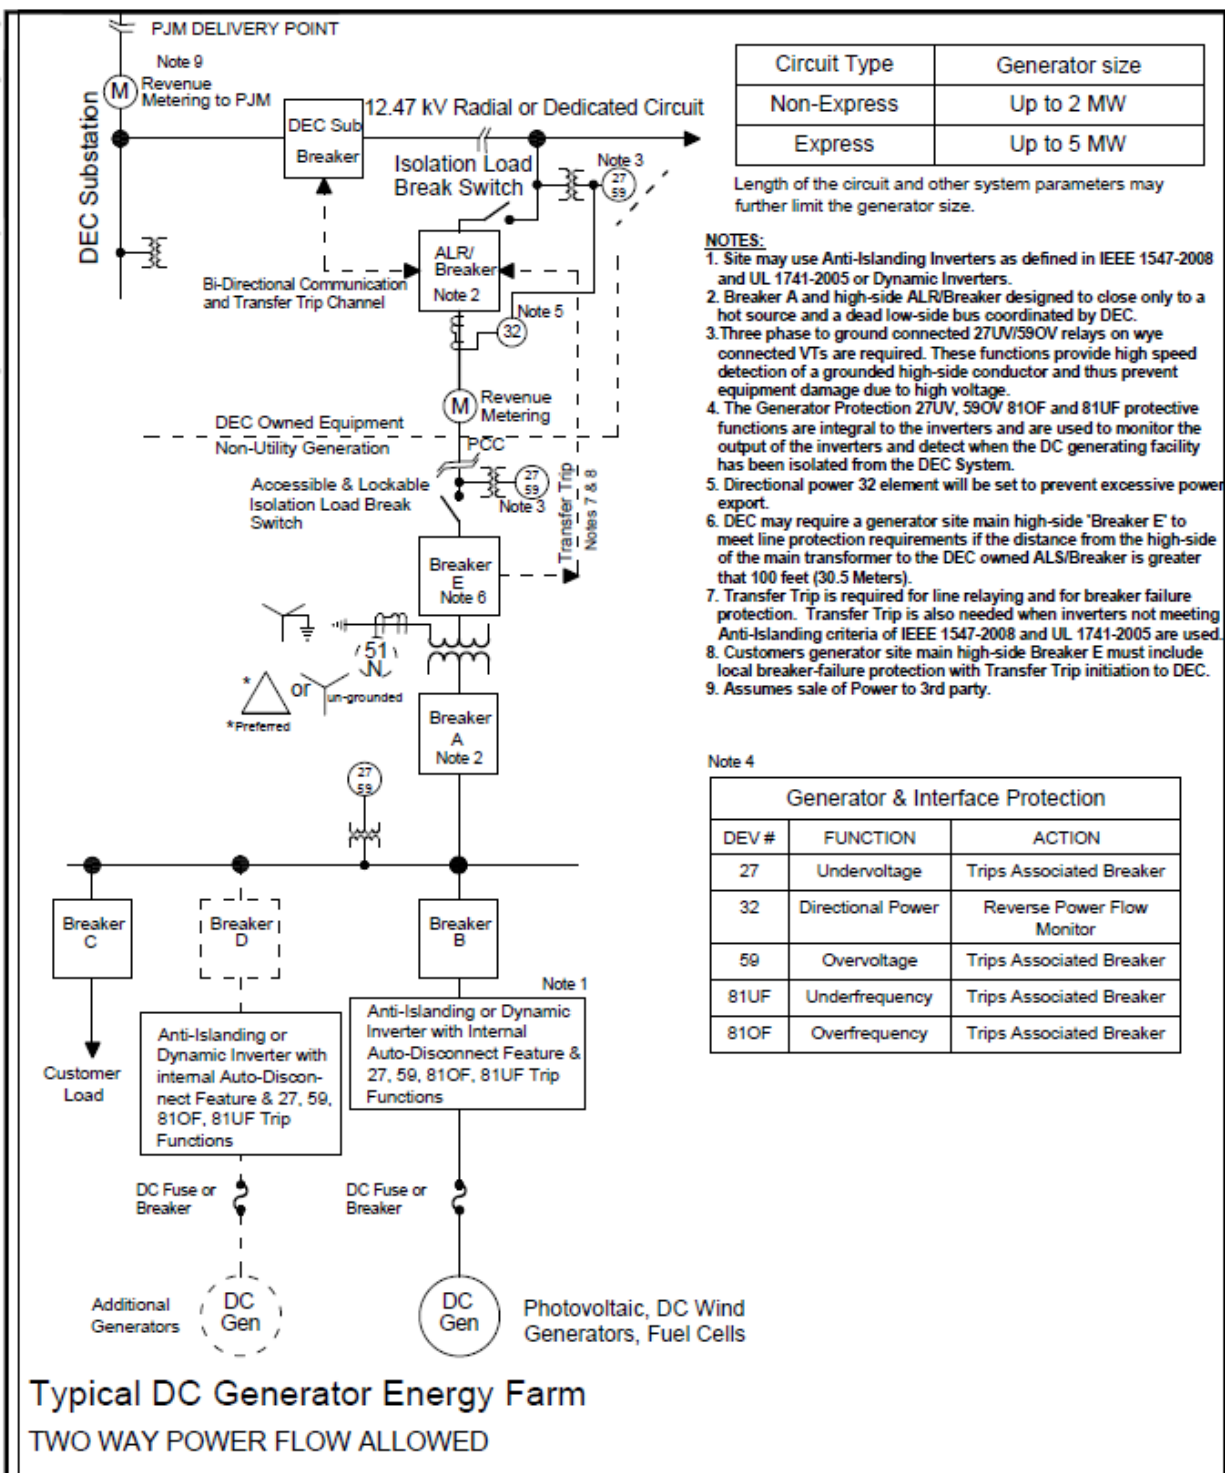 PJM DELIVERY POINT
Note 9
M
Revenue
Metering to PJM
DEC Substation
DEC Sub
Breaker
12.47 kV Radial or Dedicated Circuit
Isolation Load
Break Switch
Note 3
27
59
ALR/
Breaker
Note 2
Bi-Directional Communication
and Transfer Trip Channel
Note 5
32
M
Revenue
Metering
DEC Owned Equipment
Non-Utility Generation
PCC
Accessible & Lockable
Isolation Load Break
Switch
27
59
Note 3
Transfer Trip
Notes 7 & 8
Breaker
E
Note 6
51
N
* or
un-grounded
*Preferred
Breaker
A
Note 2
27
59
Breaker
C
Breaker
D
Breaker
B
Note 1
Customer
Load
Anti-Islanding or
Dynamic Inverter with
internal Auto-Discon-
nect Feature & 27, 59,
81OF, 81UF Trip
Functions
Anti-Islanding or Dynamic
Inverter with Internal
Auto-Disconnect Feature &
27, 59, 81OF, 81UF Trip
Functions
DC Fuse or
Breaker
DC Fuse or
Breaker
Additional
Generators
DC
Gen
DC
Gen
Photovoltaic, DC Wind
Generators, Fuel Cells
Typical DC Generator Energy Farm
TWO WAY POWER FLOW ALLOWED
Circuit Type Generator size
Non-Express Up to 2 MW
Express Up to 5 MW
Length of the circuit and other system parameters may
further limit the generator size.
NOTES:
1. Site may use Anti-Islanding Inverters as defined in IEEE 1547-2008
and UL 1741-2005 or Dynamic Inverters.
2. Breaker A and high-side ALR/Breaker designed to close only to a
hot source and a dead low-side bus coordinated by DEC.
3.Three phase to ground connected 27UV/59OV relays on wye
connected VTs are required. These functions provide high speed
detection of a grounded high-side conductor and thus prevent
equipment damage due to high voltage.
4. The Generator Protection 27UV, 59OV 81OF and 81UF protective
functions are integral to the inverters and are used to monitor the
output of the inverters and detect when the DC generating facility
has been isolated from the DEC System.
5. Directional power 32 element will be set to prevent excessive power
export.
6. DEC may require a generator site main high-side "Breaker E" to
meet line protection requirements if the distance from the high-side
of the main transformer to the DEC owned ALS/Breaker is greater
that 100 feet (30.5 Meters).
7. Transfer Trip is required for line relaying and for breaker failure
protection. Transfer Trip is also needed when inverters not meeting
Anti-Islanding criteria of IEEE 1547-2008 and UL 1741-2005 are used.
8. Customers generator site main high-side Breaker E must include
local breaker-failure protection with Transfer Trip initiation to DEC.
9. Assumes sale of Power to 3rd party.
Note 4
Generator & Interface Protection
DEV # FUNCTION ACTION
27 Undervoltage Trips Associated Breaker
32 Directional Power Reverse Power Flow
Monitor
59 Overvoltage Trips Associated Breaker
81UF Underfrequency Trips Associated Breaker
81OF Overfrequency Trips Associated Breaker